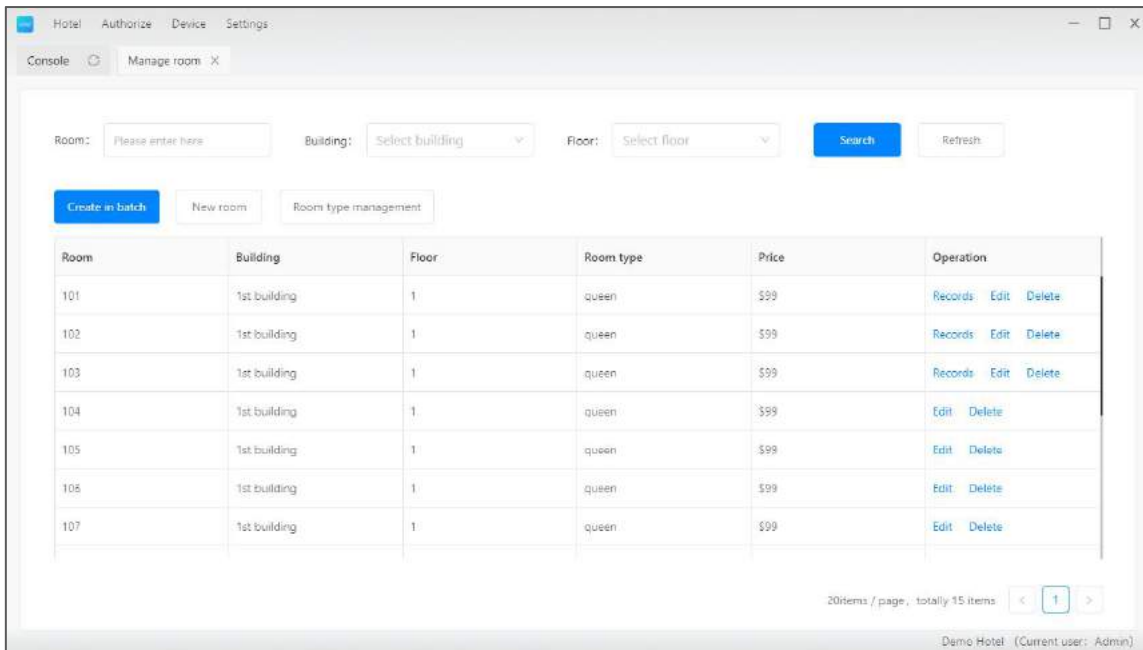 Hotel Authorize Device Settings
Console Manage room
Room: Please enter here Building: Select building Floor: Select floor Search Refresh
Create in batch New room Room type management
Room Building Floor Room type Price Operation
101 1st building 1 queen $99 Records Edit Delete
102 1st building 1 queen $99 Records Edit Delete
103 1st building 1 queen $99 Records Edit Delete
104 1st building 1 queen $99 Edit Delete
105 1st building 1 queen $99 Edit Delete
106 1st building 1 queen $99 Edit Delete
107 1st building 1 queen $99 Edit Delete
20items / page, totally 15 items < 1 >
Demo Hotel (Current user: Admin)